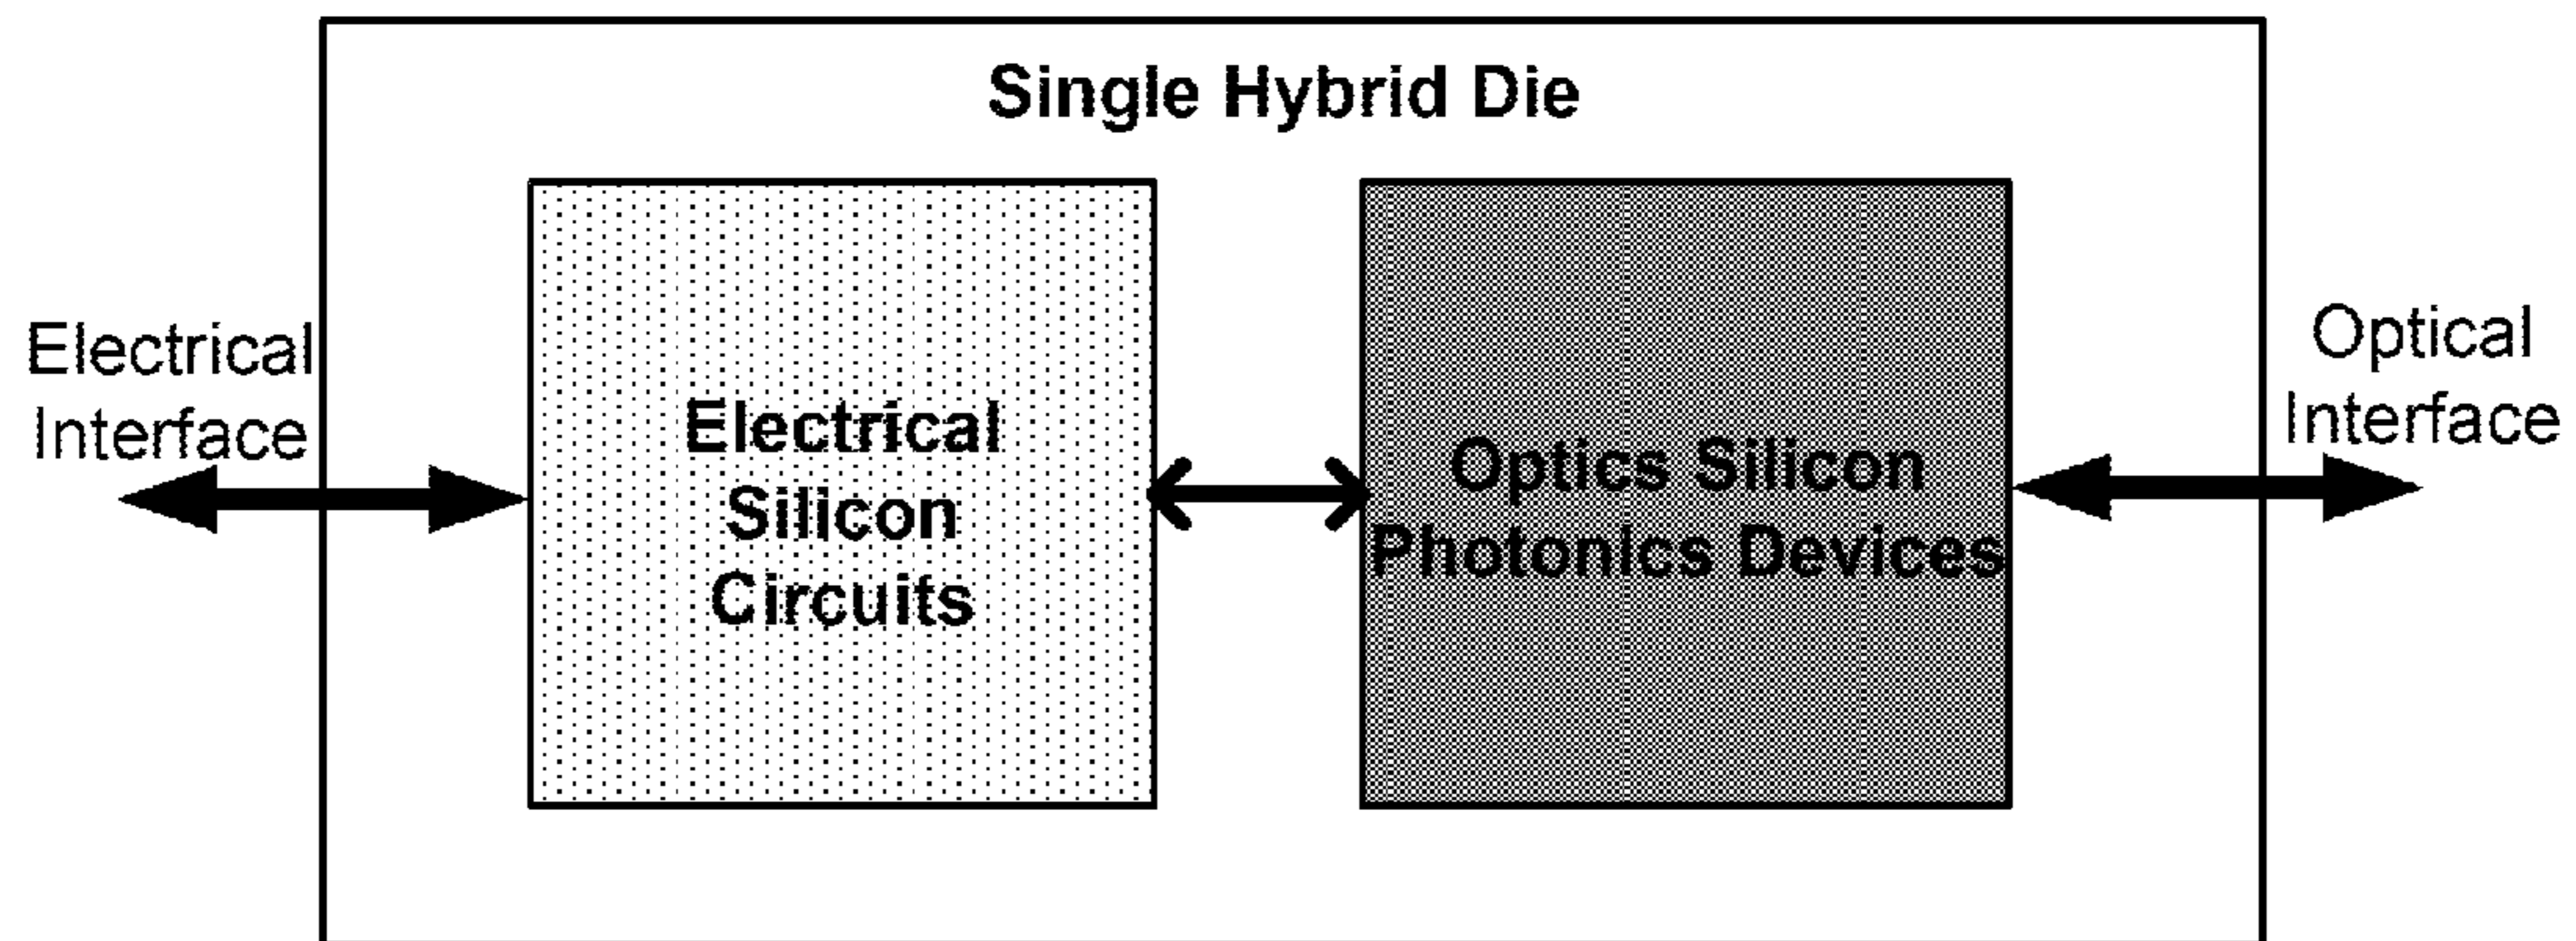 Single Hybrid Die
Electrical
Interface
Electrical
Silicon
Circuits
Optics Silicon
Photonics Devices
Optical
Interface